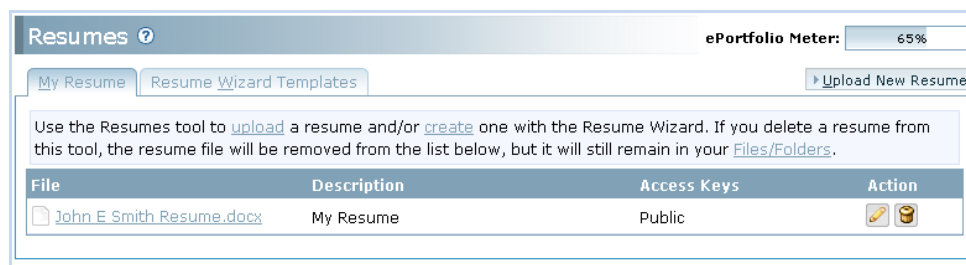 Resumes
ePortfolio Meter: 65%
My Resume Resume Wizard Templates Upload New Resume
Use the Resumes tool to upload a resume and/or create one with the Resume Wizard. If you delete a resume from
this tool, the resume file will be removed from the list below, but it will still remain in your Files/Folders.
File Description Access Keys Action
John E Smith Resume.docx My Resume Public